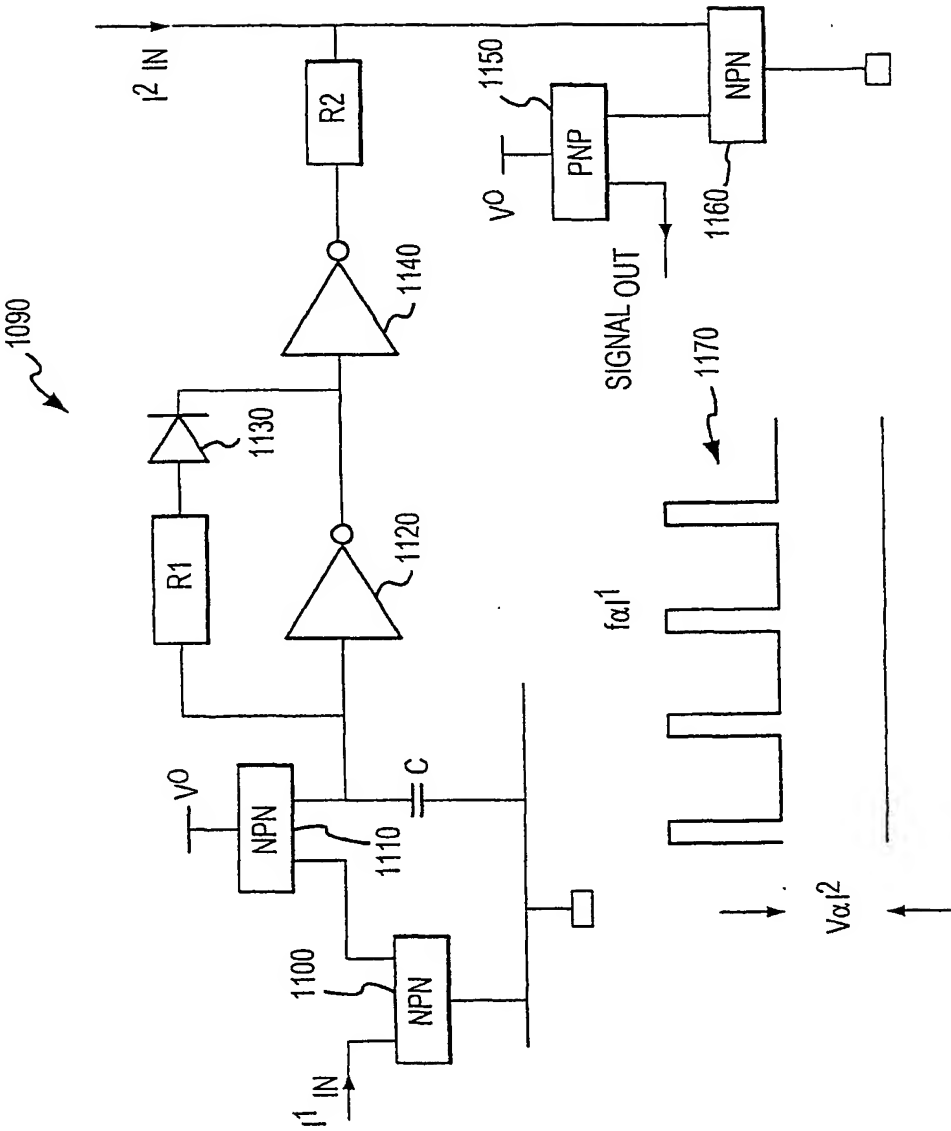 1090
I² IN
R1
1130
R2
1140
1120
V⁰
NPN
1110
C
1100
NPN
I¹ IN
V⁰
1150
PNP
SIGNAL OUT
NPN
1160
fαI¹
1170
VαI²